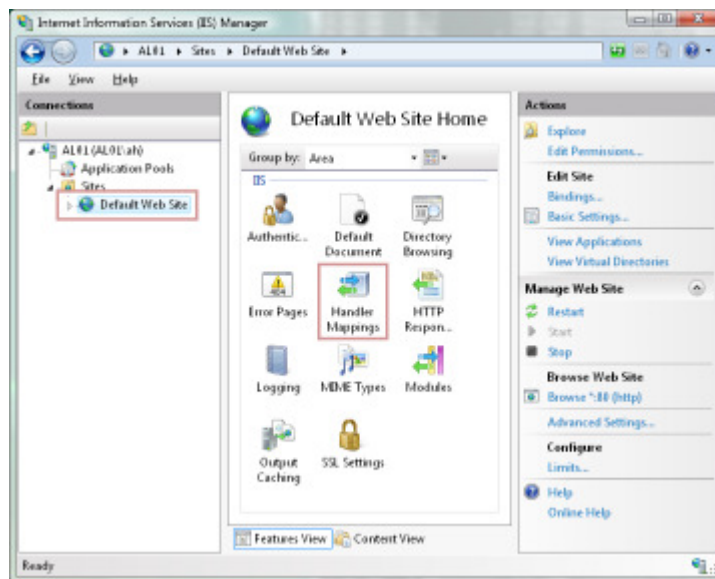 Internet Information Services (IIS) Manager
AL01 Sites Default Web Site
File View Help
Connections
AL01 (AL01\ah)
Application Pools
Sites
Default Web Site
Default Web Site Home
Group by: Area
IIS
Authentic...
Default Document
Directory Browsing
Error Pages
Handler Mappings
HTTP Respon...
Logging
MIME Types
Modules
Output Caching
SSL Settings
Features View
Content View
Actions
Explore
Edit Permissions...
Edit Site
Bindings...
Basic Settings...
View Applications
View Virtual Directories
Manage Web Site
Restart
Start
Stop
Browse Web Site
Browse *:80 (http)
Advanced Settings...
Configure
Limits...
Help
Online Help
Ready